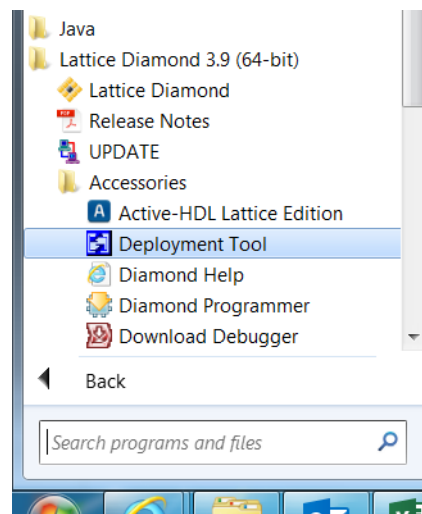 Java
Lattice Diamond 3.9 (64-bit)
Lattice Diamond
Release Notes
UPDATE
Accessories
A Active-HDL Lattice Edition
Deployment Tool
Diamond Help
Diamond Programmer
Download Debugger
Back
Search programs and files